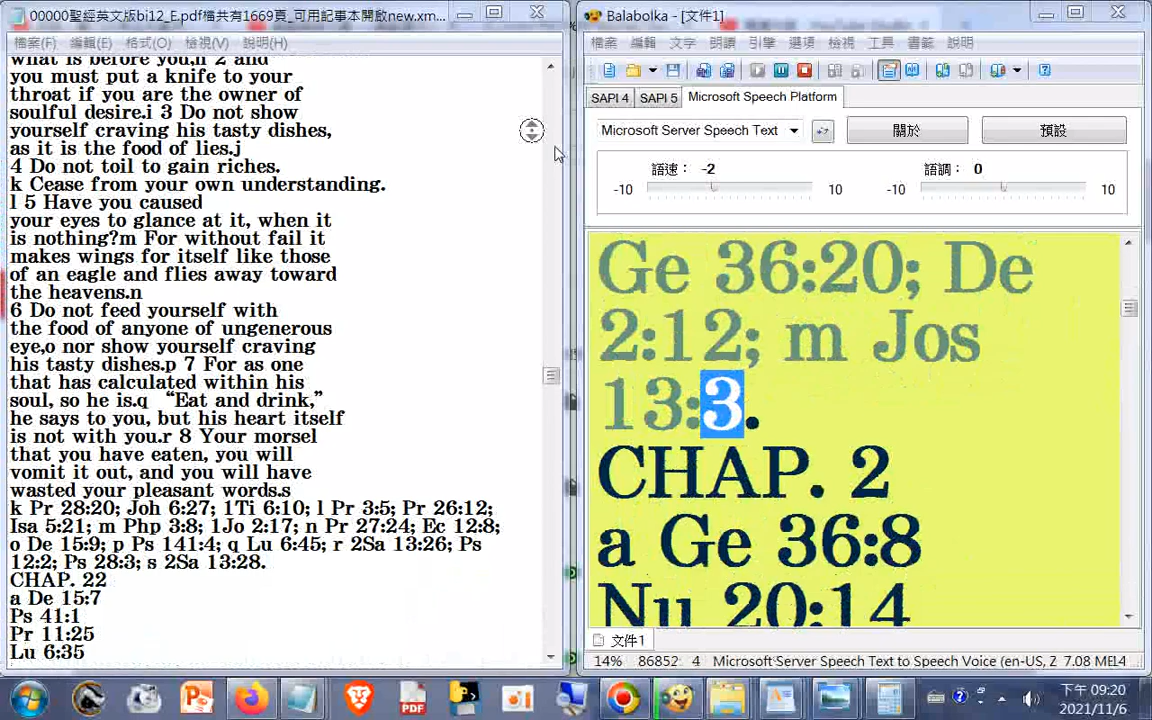 00000聖經英文版bi12_E.pdf檔共有1669頁_可用記事本開啟new.xm...
檔案(F) 編輯(E) 格式(O) 檢視(V) 說明(H)
what is before you,h 2 and
you must put a knife to your
throat if you are the owner of
soulful desire.i 3 Do not show
yourself craving his tasty dishes,
as it is the food of lies.j
4 Do not toil to gain riches.
k Cease from your own understanding.
l 5 Have you caused
your eyes to glance at it, when it
is nothing?m For without fail it
makes wings for itself like those
of an eagle and flies away toward
the heavens.n
6 Do not feed yourself with
the food of anyone of ungenerous
eye,o nor show yourself craving
his tasty dishes.p 7 For as one
that has calculated within his
soul, so he is.q “Eat and drink,”
he says to you, but his heart itself
is not with you.r 8 Your morsel
that you have eaten, you will
vomit it out, and you will have
wasted your pleasant words.s
k Pr 28:20; Joh 6:27; 1Ti 6:10; l Pr 3:5; Pr 26:12;
Isa 5:21; m Php 3:8; 1Jo 2:17; n Pr 27:24; Ec 12:8;
o De 15:9; p Ps 141:4; q Lu 6:45; r 2Sa 13:26; Ps
12:2; Ps 28:3; s 2Sa 13:28.
CHAP. 22
a De 15:7
Ps 41:1
Pr 11:25
Lu 6:35
Balabolka - [文件1]
檔案 編輯 文字 朗讀 引擎 選項 檢視 工具 書籤 說明
SAPI 4 SAPI 5 Microsoft Speech Platform
Microsoft Server Speech Text 關於 預設
語速: -2 語調: 0
-10 10 -10 10
Ge 36:20; De
2:12; m Jos
13:3.
CHAP. 2
a Ge 36:8
Nu 20:14
文件1
14% 86852 4 Microsoft Server Speech Text to Speech Voice (en-US, Z 7.08 ME
下午 09:20
2021/11/6